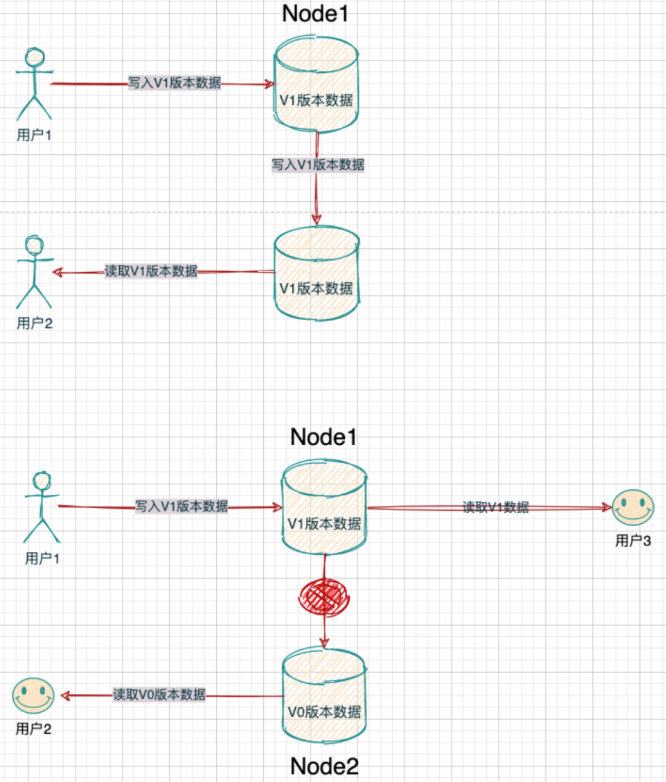 Node1
写入V1版本数据
V1版本数据
用户1
写入V1版本数据
读取V1版本数据
V1版本数据
用户2
Node1
写入V1版本数据
V1版本数据
读取V1数据
用户3
用户1
读取V0版本数据
V0版本数据
用户2
Node2